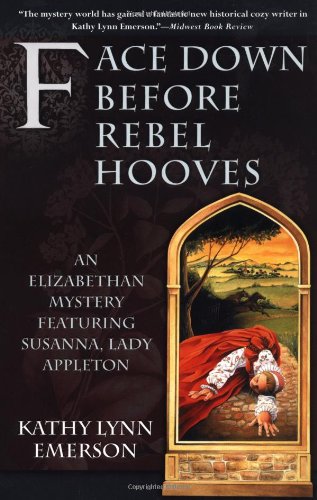 "The mystery world has gained a fantastic new historical cozy writer in
Kathy Lynn Emerson."—Midwest Book Review
FACE DOWN
BEFORE
REBEL
HOOVES
AN
ELIZABETHAN
MYSTERY
FEATURING
SUSANNA, LADY
APPLETON
KATHY LYNN
EMERSON